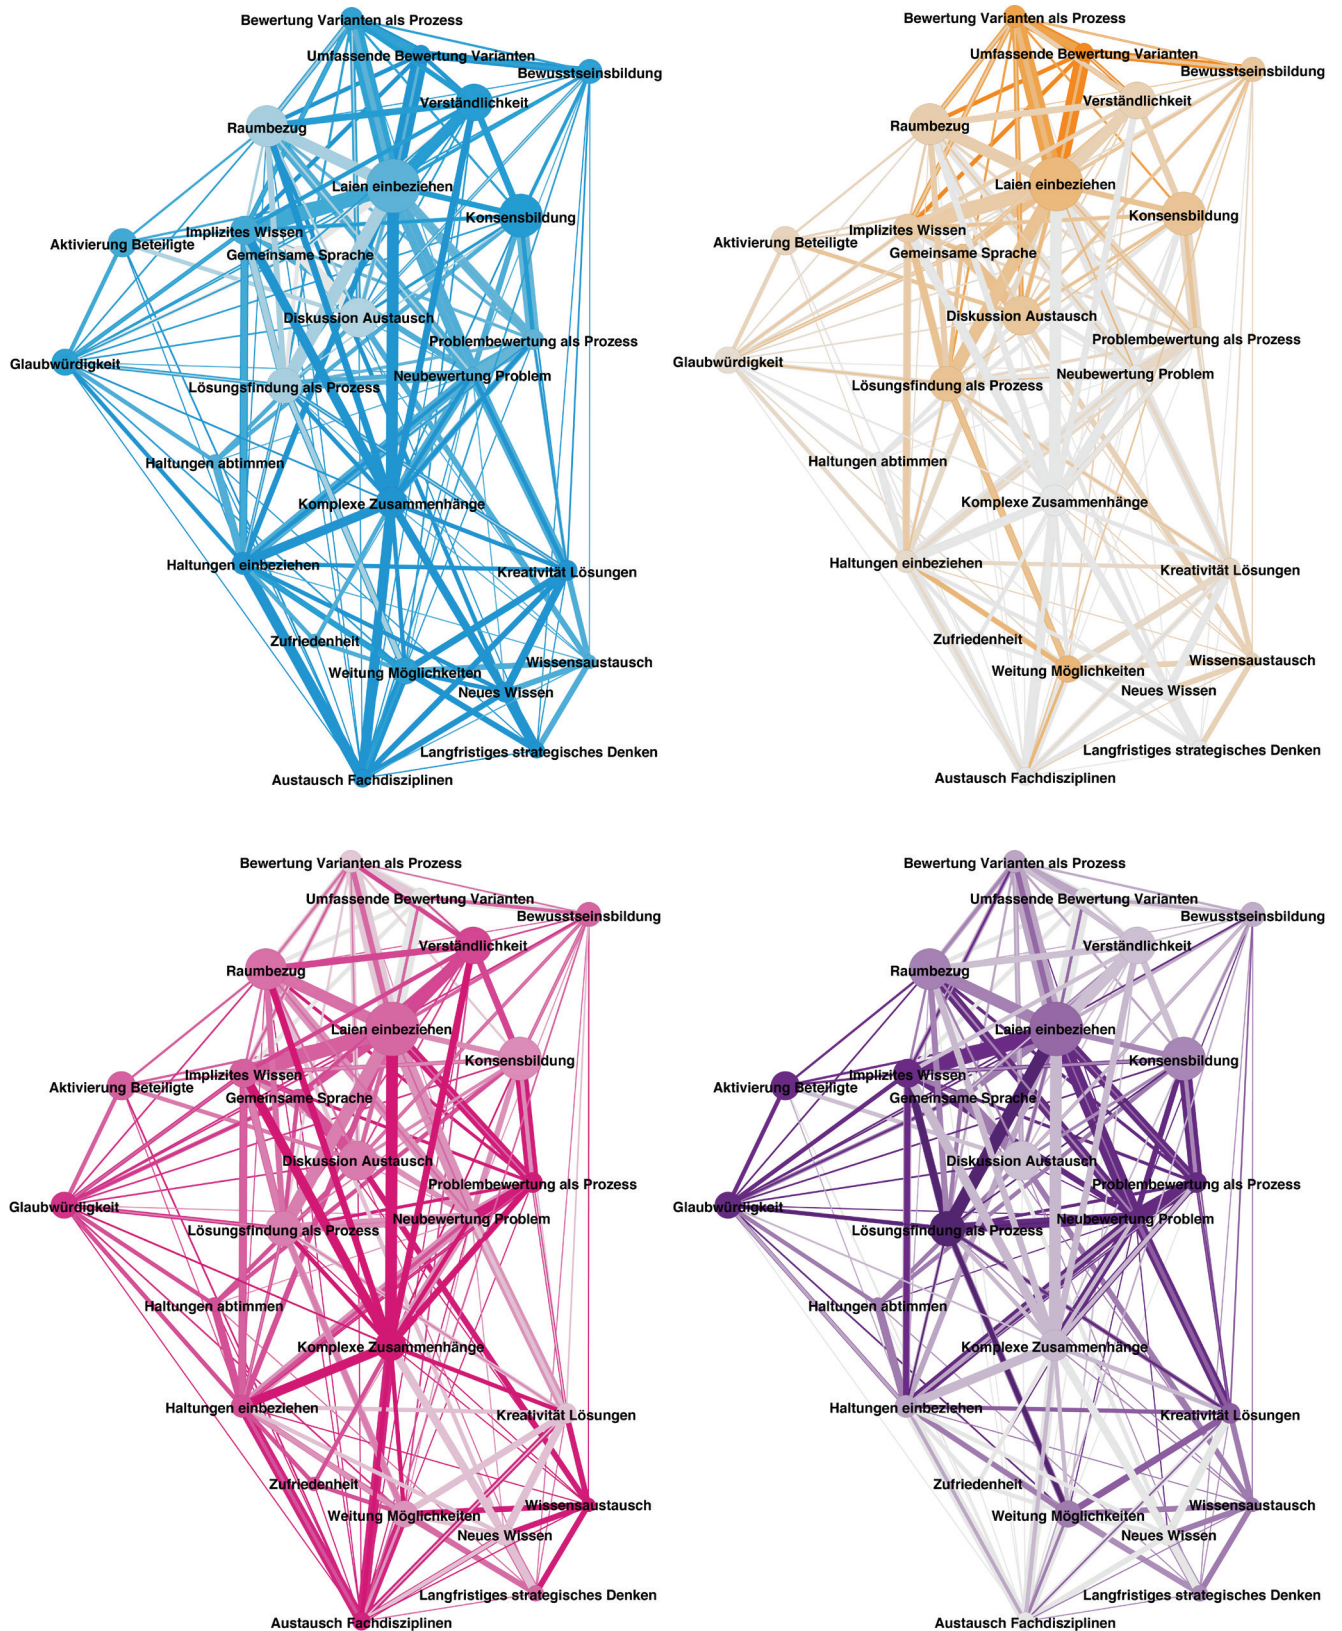 Bewertung Varianten als Prozess
Umfassende Bewertung Varianten
Bewusstseinsbildung
Verständlichkeit
Raumbezug
Laien einbeziehen
Konsensbildung
Implizites Wissen
Aktivierung Beteiligte
Gemeinsame Sprache
Diskussion Austausch
Problembewertung als Prozess
Glaubwürdigkeit
Neubewertung Problem
Lösungsfindung als Prozess
Haltungen abtimmen
Komplexe Zusammenhänge
Haltungen einbeziehen
Kreativität Lösungen
Zufriedenheit
Wissensaustausch
Weitung Möglichkeiten
Neues Wissen
Langfristiges strategisches Denken
Austausch Fachdisziplinen
Bewertung Varianten als Prozess
Umfassende Bewertung Varianten
Bewusstseinsbildung
Verständlichkeit
Raumbezug
Laien einbeziehen
Konsensbildung
Implizites Wissen
Aktivierung Beteiligte
Gemeinsame Sprache
Diskussion Austausch
Problembewertung als Prozess
Glaubwürdigkeit
Neubewertung Problem
Lösungsfindung als Prozess
Haltungen abtimmen
Komplexe Zusammenhänge
Haltungen einbeziehen
Kreativität Lösungen
Zufriedenheit
Wissensaustausch
Weitung Möglichkeiten
Neues Wissen
Langfristiges strategisches Denken
Austausch Fachdisziplinen
Bewertung Varianten als Prozess
Umfassende Bewertung Varianten
Bewusstseinsbildung
Verständlichkeit
Raumbezug
Laien einbeziehen
Konsensbildung
Implizites Wissen
Aktivierung Beteiligte
Gemeinsame Sprache
Diskussion Austausch
Problembewertung als Prozess
Glaubwürdigkeit
Neubewertung Problem
Lösungsfindung als Prozess
Haltungen abtimmen
Komplexe Zusammenhänge
Haltungen einbeziehen
Kreativität Lösungen
Zufriedenheit
Wissensaustausch
Weitung Möglichkeiten
Neues Wissen
Langfristiges strategisches Denken
Austausch Fachdisziplinen
Bewertung Varianten als Prozess
Umfassende Bewertung Varianten
Bewusstseinsbildung
Verständlichkeit
Raumbezug
Laien einbeziehen
Konsensbildung
Implizites Wissen
Aktivierung Beteiligte
Gemeinsame Sprache
Diskussion Austausch
Problembewertung als Prozess
Glaubwürdigkeit
Neubewertung Problem
Lösungsfindung als Prozess
Haltungen abtimmen
Komplexe Zusammenhänge
Haltungen einbeziehen
Kreativität Lösungen
Zufriedenheit
Wissensaustausch
Weitung Möglichkeiten
Neues Wissen
Langfristiges strategisches Denken
Austausch Fachdisziplinen